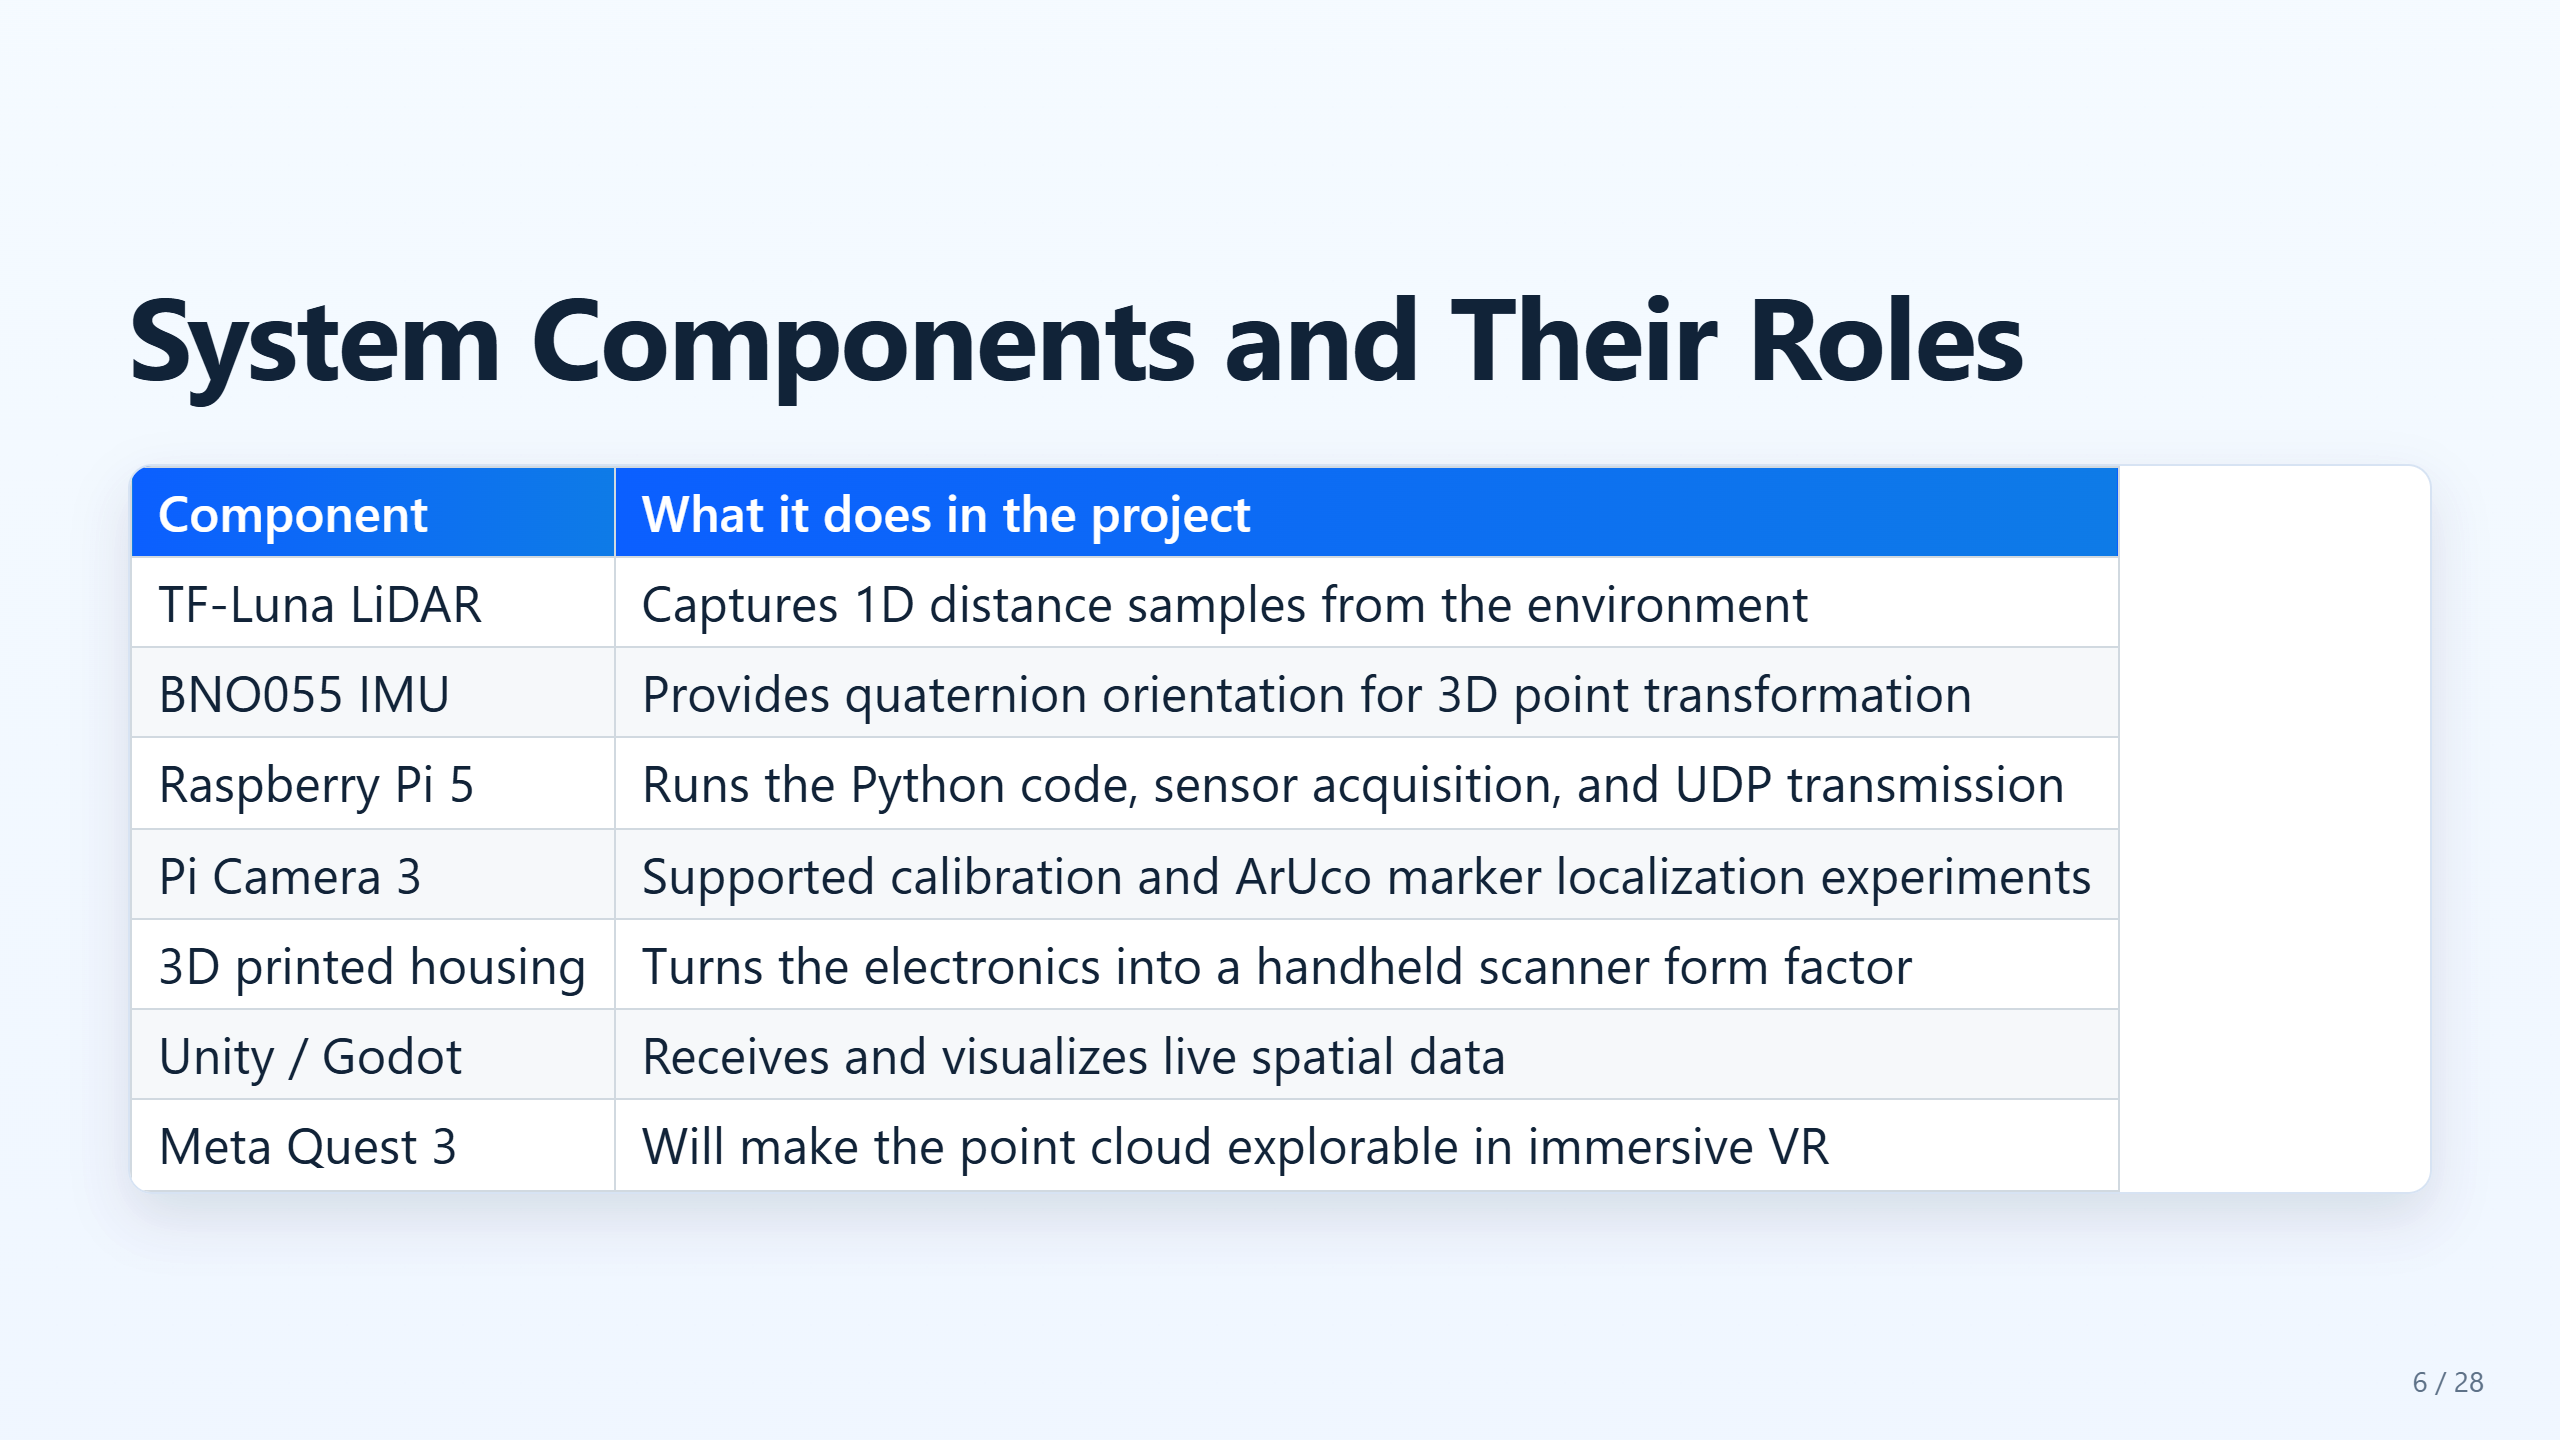 System Components and Their Roles
Component What it does in the project
TF-Luna LiDAR Captures 1D distance samples from the environment
BNO055 IMU Provides quaternion orientation for 3D point transformation
Raspberry Pi 5 Runs the Python code, sensor acquisition, and UDP transmission
Pi Camera 3 Supported calibration and ArUco marker localization experiments
3D printed housing Turns the electronics into a handheld scanner form factor
Unity / Godot Receives and visualizes live spatial data
Meta Quest 3 Will make the point cloud explorable in immersive VR
6 / 28